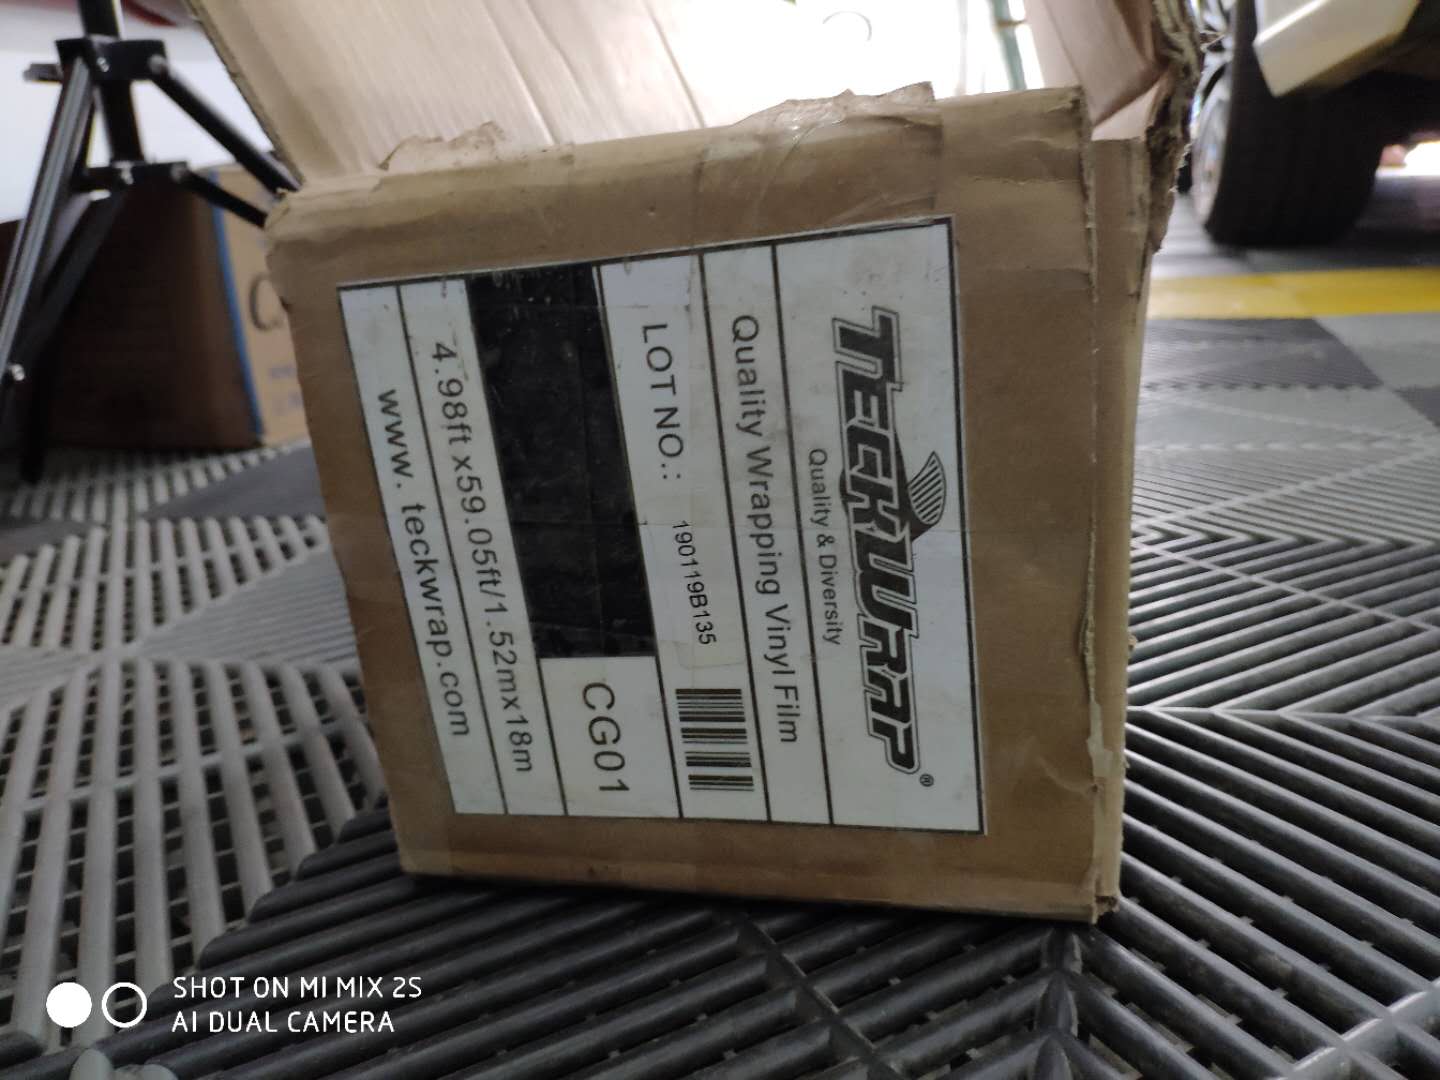 TECKWRAP®
Quality & Diversity
Quality Wrapping Vinyl Film
LOT NO.: 190119B135
CG01
4.98ft x59.05ft/1.52mx18m
www. teckwrap.com
SHOT ON MI MIX 2S
AI DUAL CAMERA